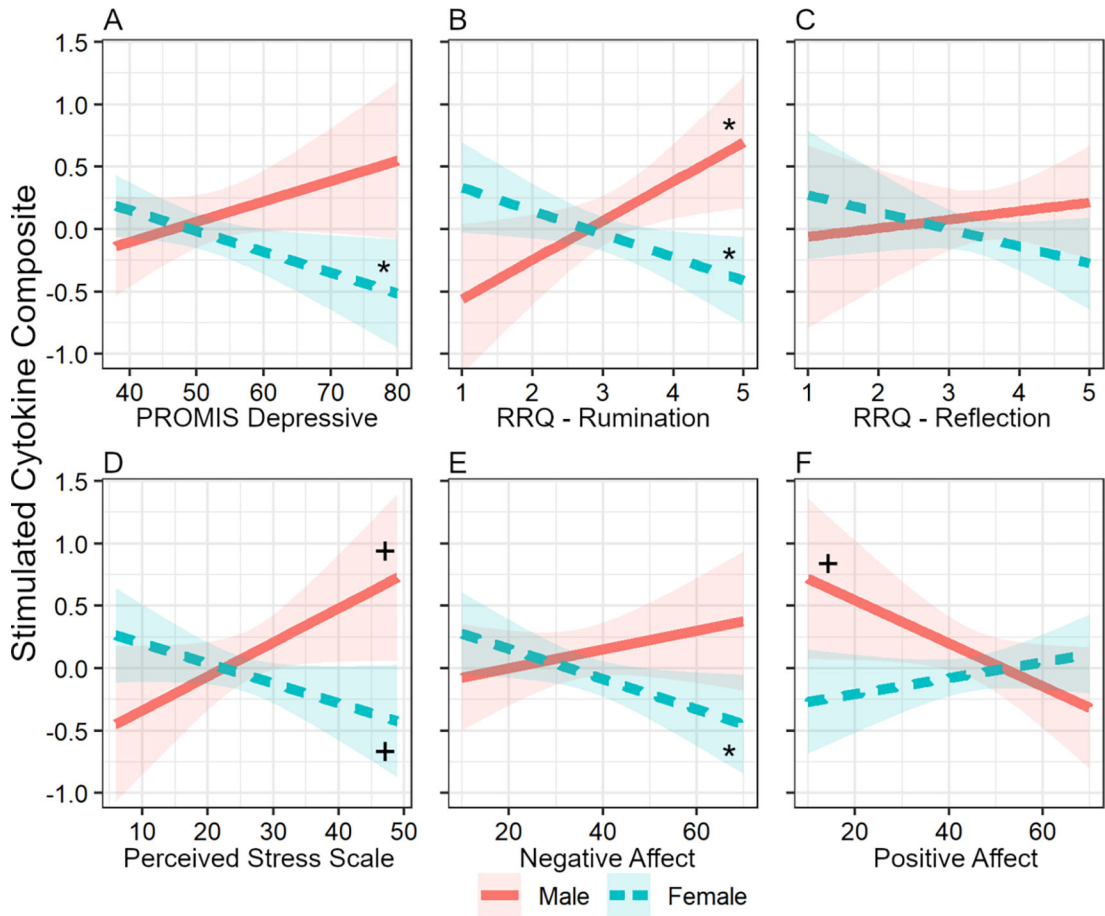 A
B
C
Stimulated Cytokine Composite
1.5
1.0
0.5
0.0
-0.5
-1.0
*
*
*
40 50 60 70 80
1 2 3 4 5
1 2 3 4 5
PROMIS Depressive
RRQ - Rumination
RRQ - Reflection
D
E
F
1.5
1.0
0.5
0.0
-0.5
-1.0
+
+
*
+
10 20 30 40 50
20 40 60
20 40 60
Perceived Stress Scale
Negative Affect
Positive Affect
Male Female